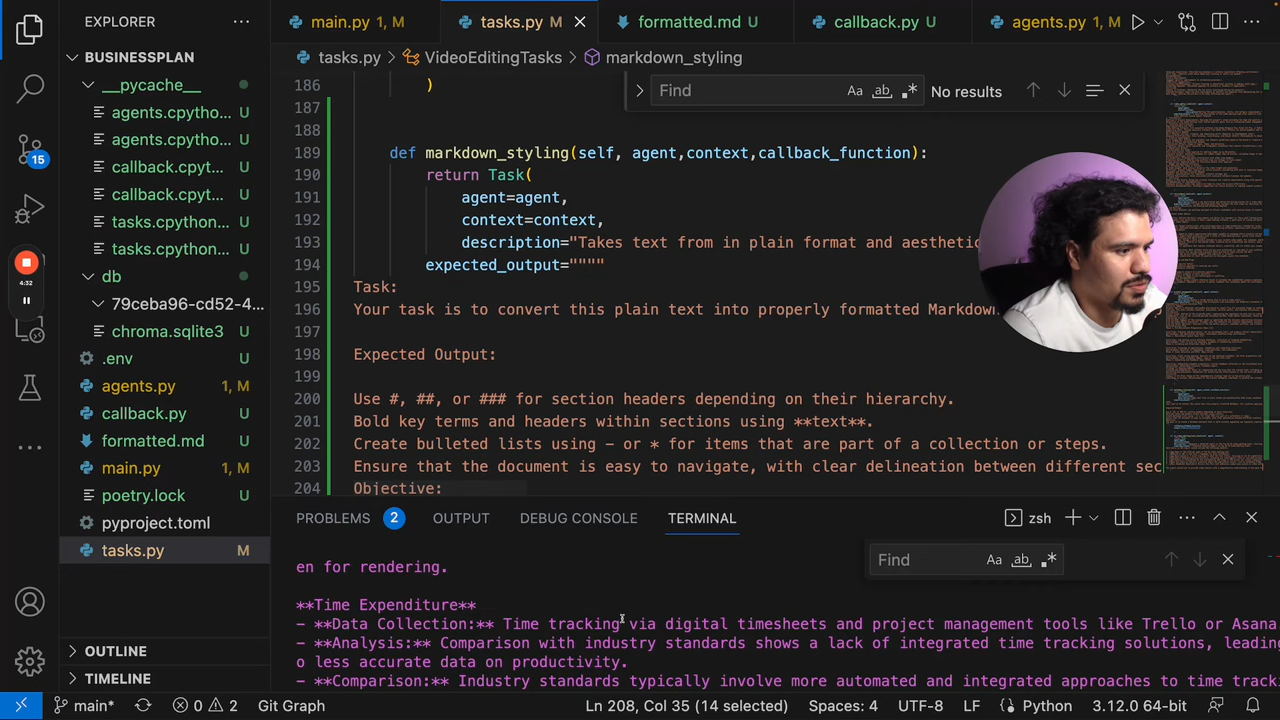 EXPLORER
main.py 1, M
tasks.py M
formatted.md U
callback.py U
agents.py 1, M
BUSINESSPLAN
tasks.py > VideoEditingTasks > markdown_styling
__pycache__
agents.cpytho... U
agents.cpytho... U
callback.cpyt... U
callback.cpyt... U
tasks.cpython... U
tasks.cpython... U
db
79ceba96-cd52-4...
chroma.sqlite3 U
.env U
agents.py 1, M
callback.py U
formatted.md U
main.py M
poetry.lock U
pyproject.toml
tasks.py M
OUTLINE
TIMELINE
15
4:32
Find
Aa
ab
.*
No results
186 )
187
188
189 def markdown_styling(self, agent,context,callback_function):
190 return Task(
191 agent=agent,
192 context=context,
193 description="Takes text from in plain format and aesthetic
194 expected_output=""""
195 Task:
196 Your task is to convert this plain text into properly formatted Markdown
197
198 Expected Output:
199
200 Use #, ##, or ### for section headers depending on their hierarchy.
201 Bold key terms and headers within sections using **text**.
202 Create bulleted lists using - or * for items that are part of a collection or steps.
203 Ensure that the document is easy to navigate, with clear delineation between different sec
204 Objective:
PROBLEMS 2
OUTPUT
DEBUG CONSOLE
TERMINAL
zsh
Find
Aa
ab
.*
en for rendering.
**Time Expenditure**
- **Data Collection:** Time tracking via digital timesheets and project management tools like Trello or Asana
- **Analysis:** Comparison with industry standards shows a lack of integrated time tracking solutions, leading
o less accurate data on productivity.
- **Comparison:** Industry standards typically involve more automated and integrated approaches to time track
main*
0
2
Git Graph
Ln 208, Col 35 (14 selected)
Spaces: 4
UTF-8
LF
Python
3.12.0 64-bit